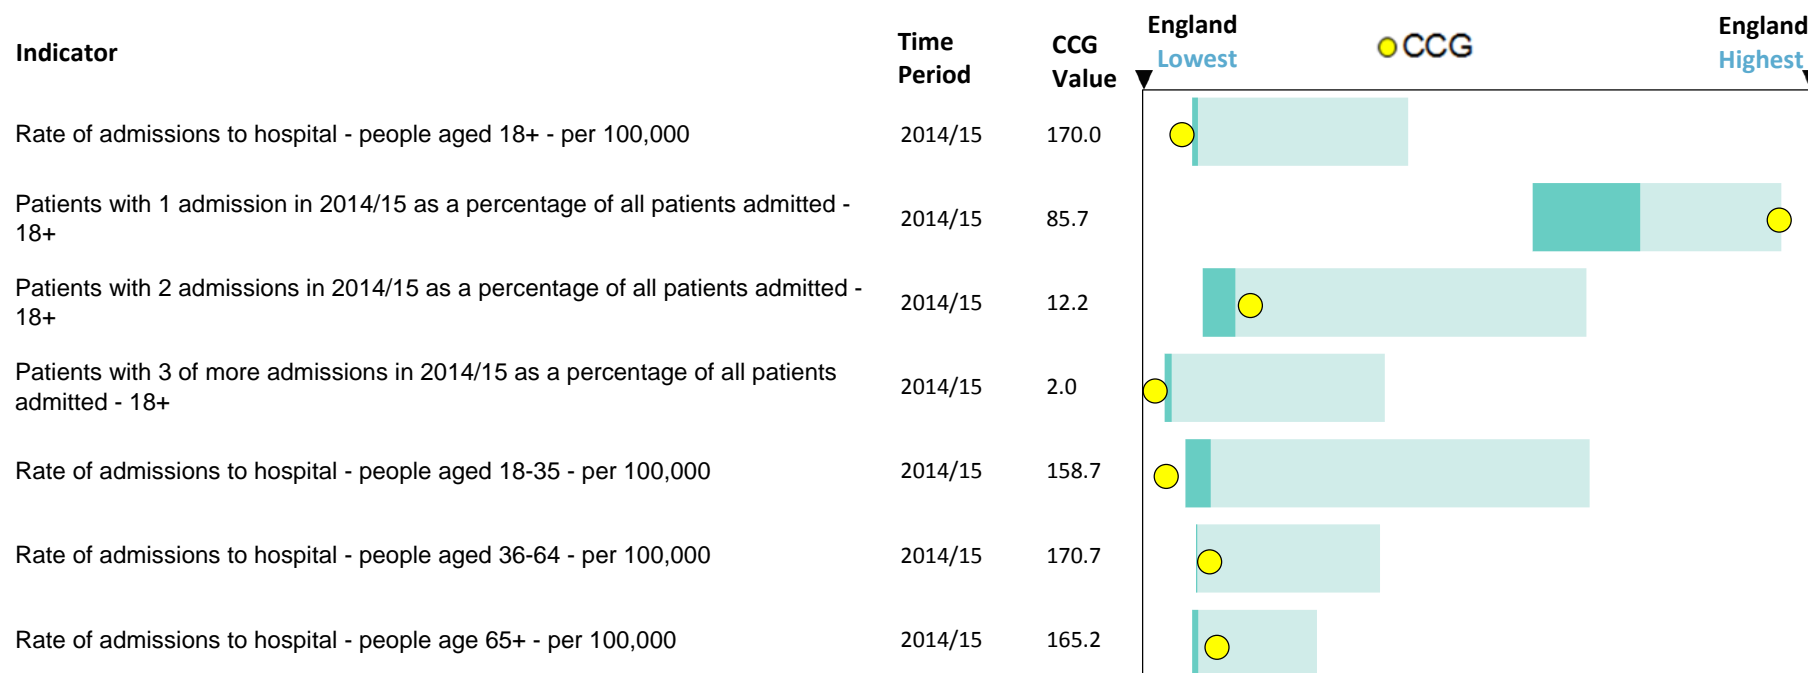 Indicator
Time
Period
CCG
Value
England
Lowest
CCG
England
Highest
Rate of admissions to hospital - people aged 18+ - per 100,000 2014/15 170.0
Patients with 1 admission in 2014/15 as a percentage of all patients admitted -
18+
2014/15 85.7
Patients with 2 admissions in 2014/15 as a percentage of all patients admitted -
18+
2014/15 12.2
Patients with 3 of more admissions in 2014/15 as a percentage of all patients
admitted - 18+
2014/15 2.0
Rate of admissions to hospital - people aged 18-35 - per 100,000 2014/15 158.7
Rate of admissions to hospital - people aged 36-64 - per 100,000 2014/15 170.7
Rate of admissions to hospital - people age 65+ - per 100,000 2014/15 165.2